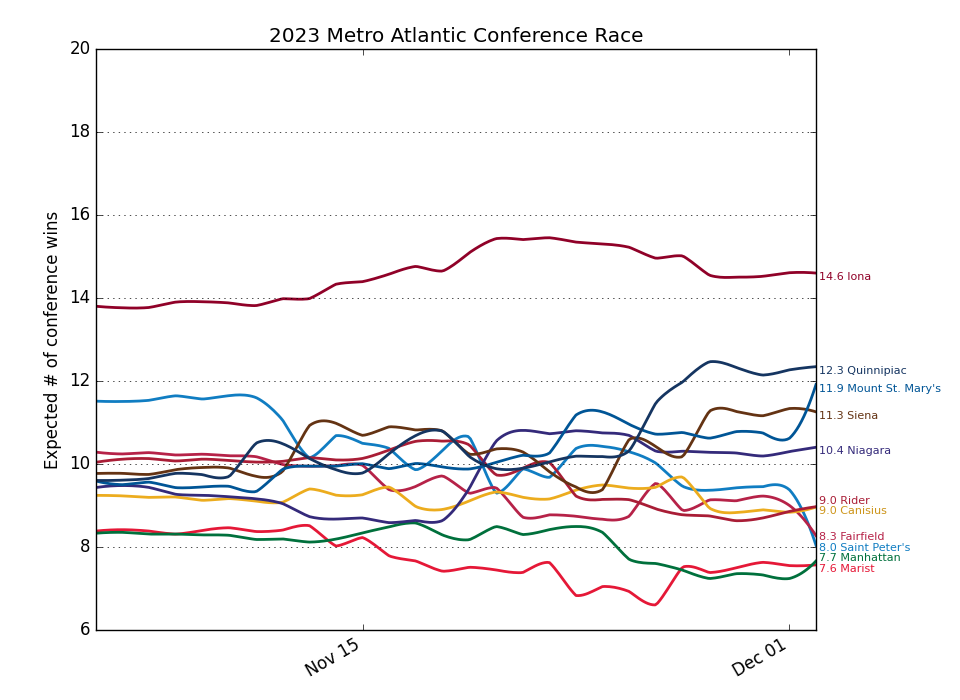 2023 Metro Atlantic Conference Race
Expected # of conference wins
20
18
16
14
12
10
8
6
Nov 15
Dec 01
14.6 Iona
12.3 Quinnipiac
11.9 Mount St. Mary's
11.3 Siena
10.4 Niagara
9.0 Rider
9.0 Canisius
8.3 Fairfield
8.0 Saint Peter's
7.7 Manhattan
7.6 Marist